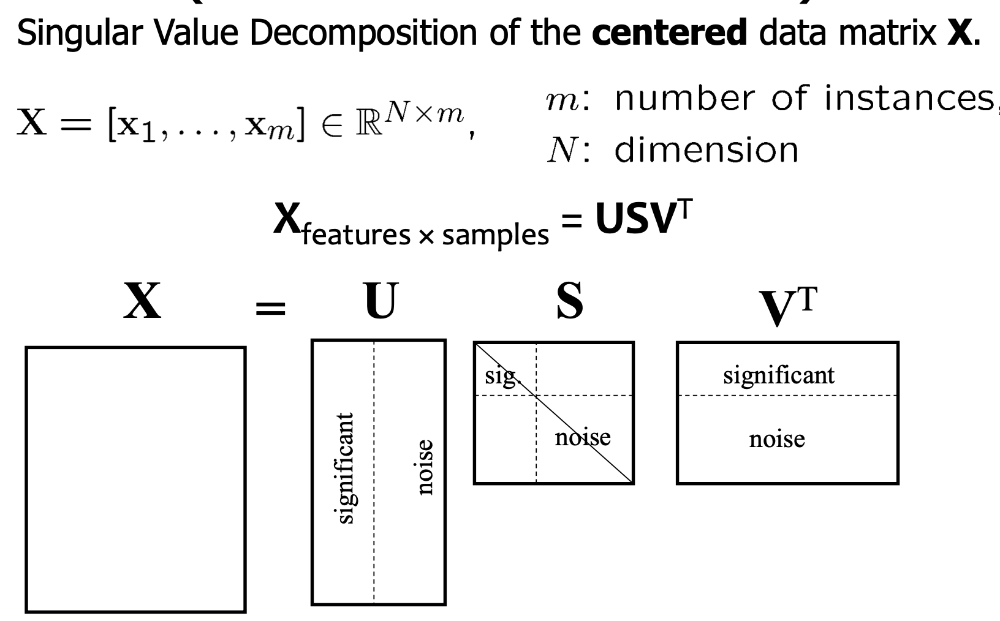 Singular Value Decomposition of the centered data matrix X.
X = [x₁, . . . , xₘ] ∈ ℝᴺ ˣ ᵐ,
m: number of instances,
N: dimension
X features × samples = USVᵀ
X = U S Vᵀ
significant
noise
sig.
noise
significant
noise